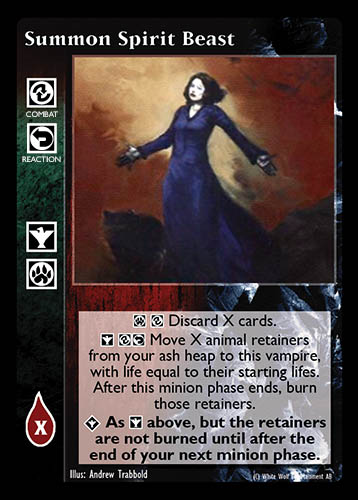 Summon Spirit Beast
COMBAT
REACTION
Discard X cards.
Move X animal retainers
from your ash heap to this vampire,
with life equal to their starting lifes.
After this minion phase ends, burn
those retainers.
As above, but the retainers
are not burned until after the
end of your next minion phase.
X
Illus: Andrew Trabbold
(C) White Wolf Entertainment AB